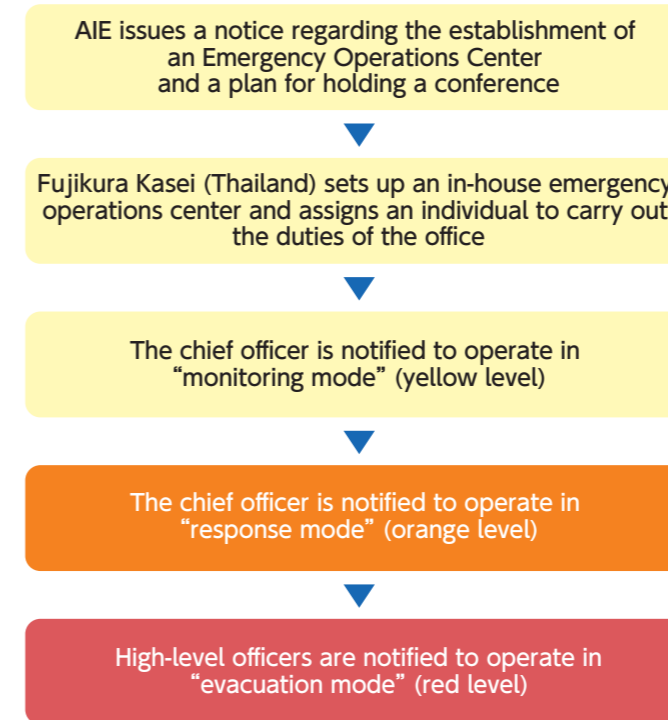 AIE issues a notice regarding the establishment of
an Emergency Operations Center
and a plan for holding a conference
Fujikura Kasei (Thailand) sets up an in-house emergency
operations center and assigns an individual to carry out
the duties of the office
The chief officer is notified to operate in
“monitoring mode” (yellow level)
The chief officer is notified to operate in
“response mode” (orange level)
High-level officers are notified to operate in
“evacuation mode” (red level)